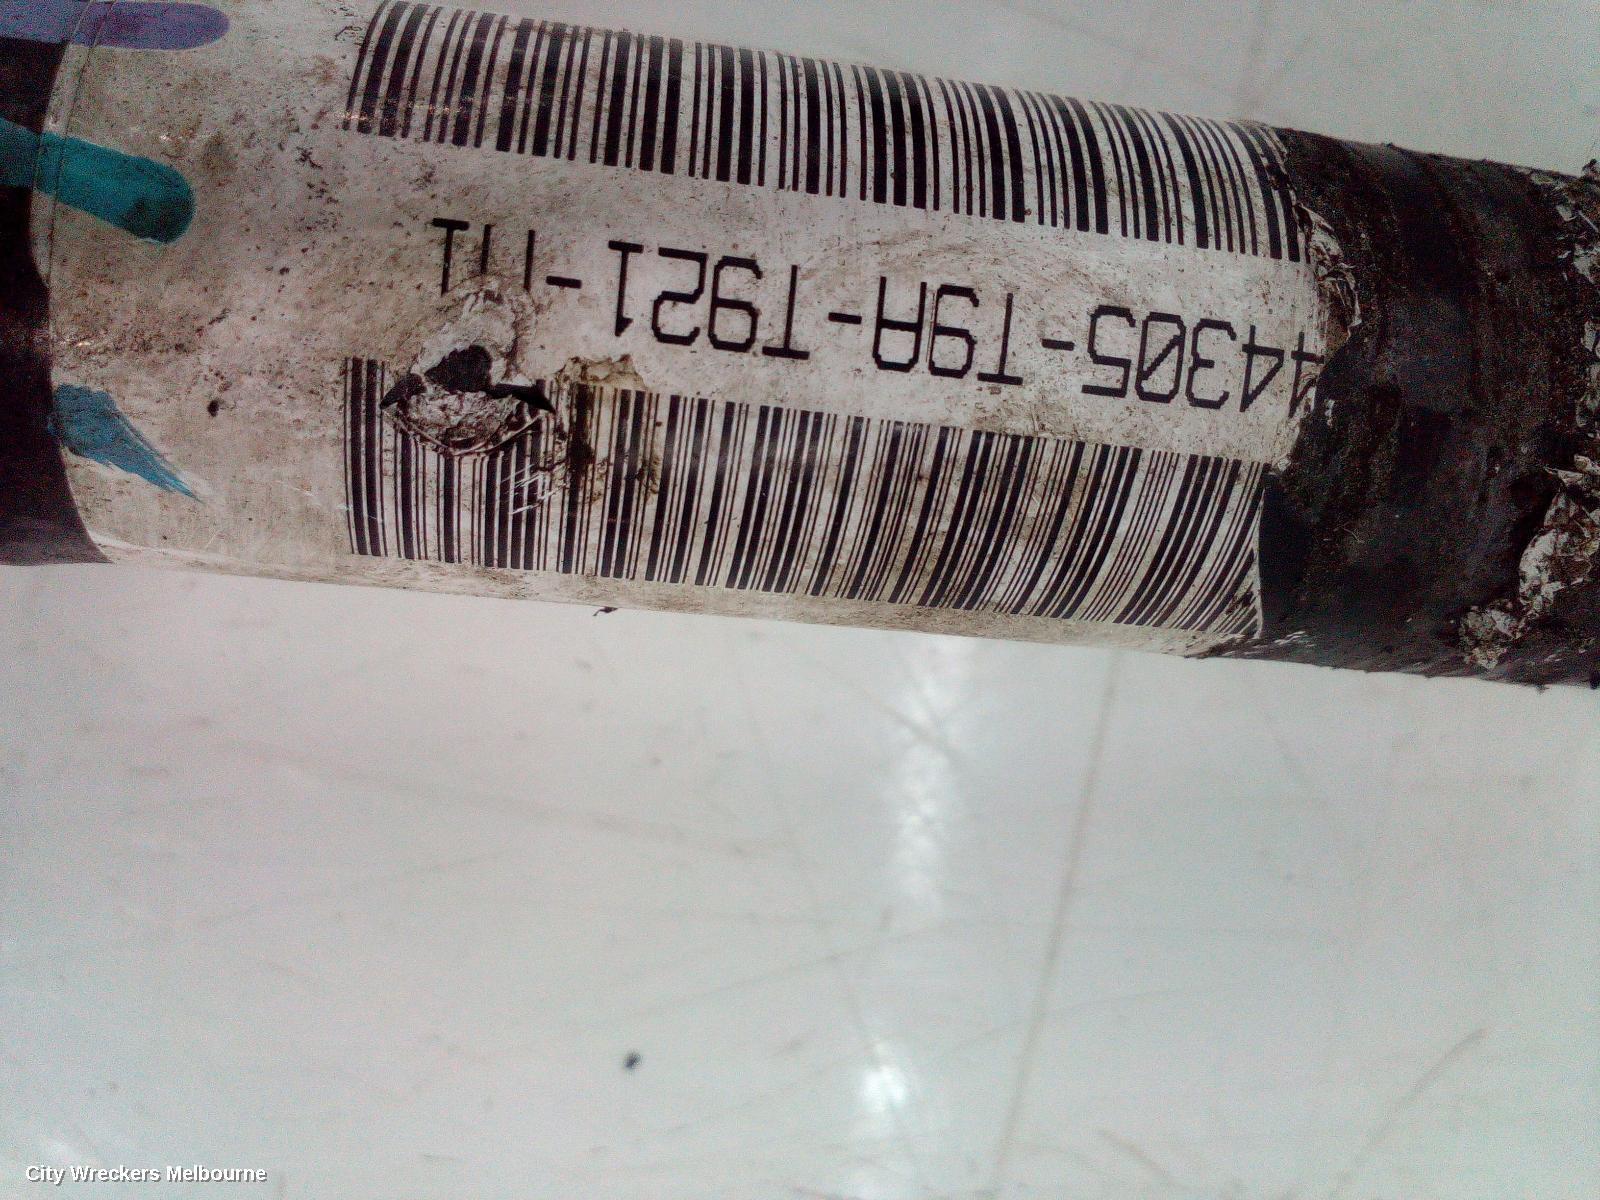 44305-T9A-T921-M1
City Wreckers Melbourne